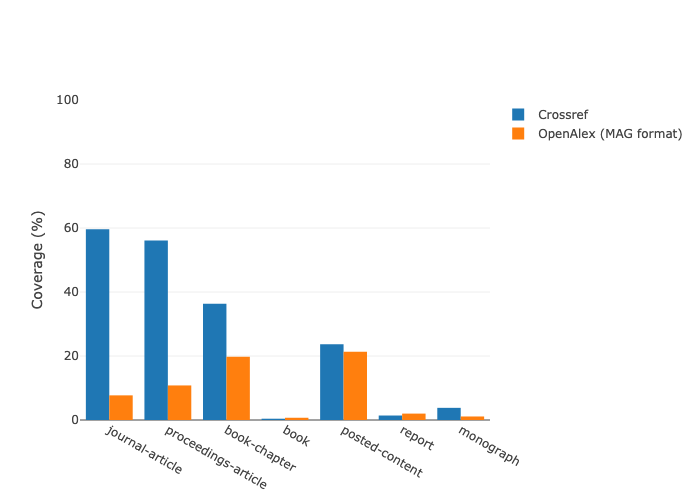 100
80
60
40
20
0
Coverage (%)
journal-article
proceedings-article
book-chapter
book
posted-content
report
monograph
Crossref
OpenAlex (MAG format)